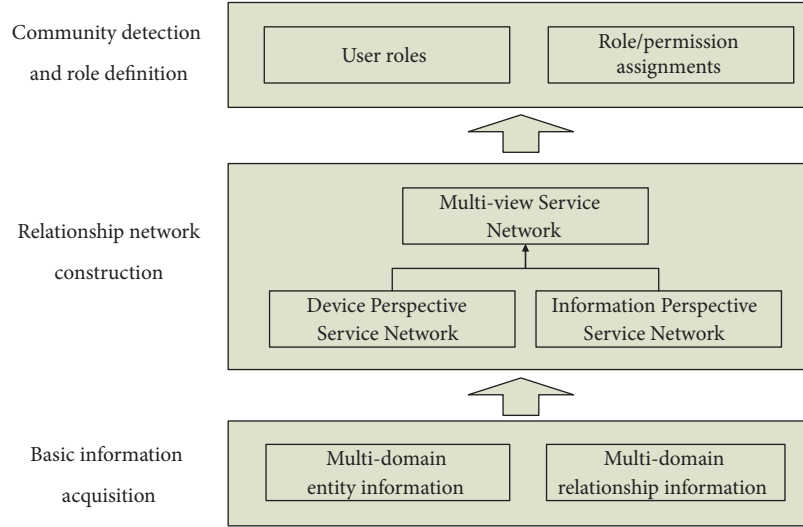 Community detection
and role definition
User roles
Role/permission
assignments
Relationship network
construction
Multi-view Service
Network
Device Perspective
Service Network
Information Perspective
Service Network
Basic information
acquisition
Multi-domain
entity information
Multi-domain
relationship information